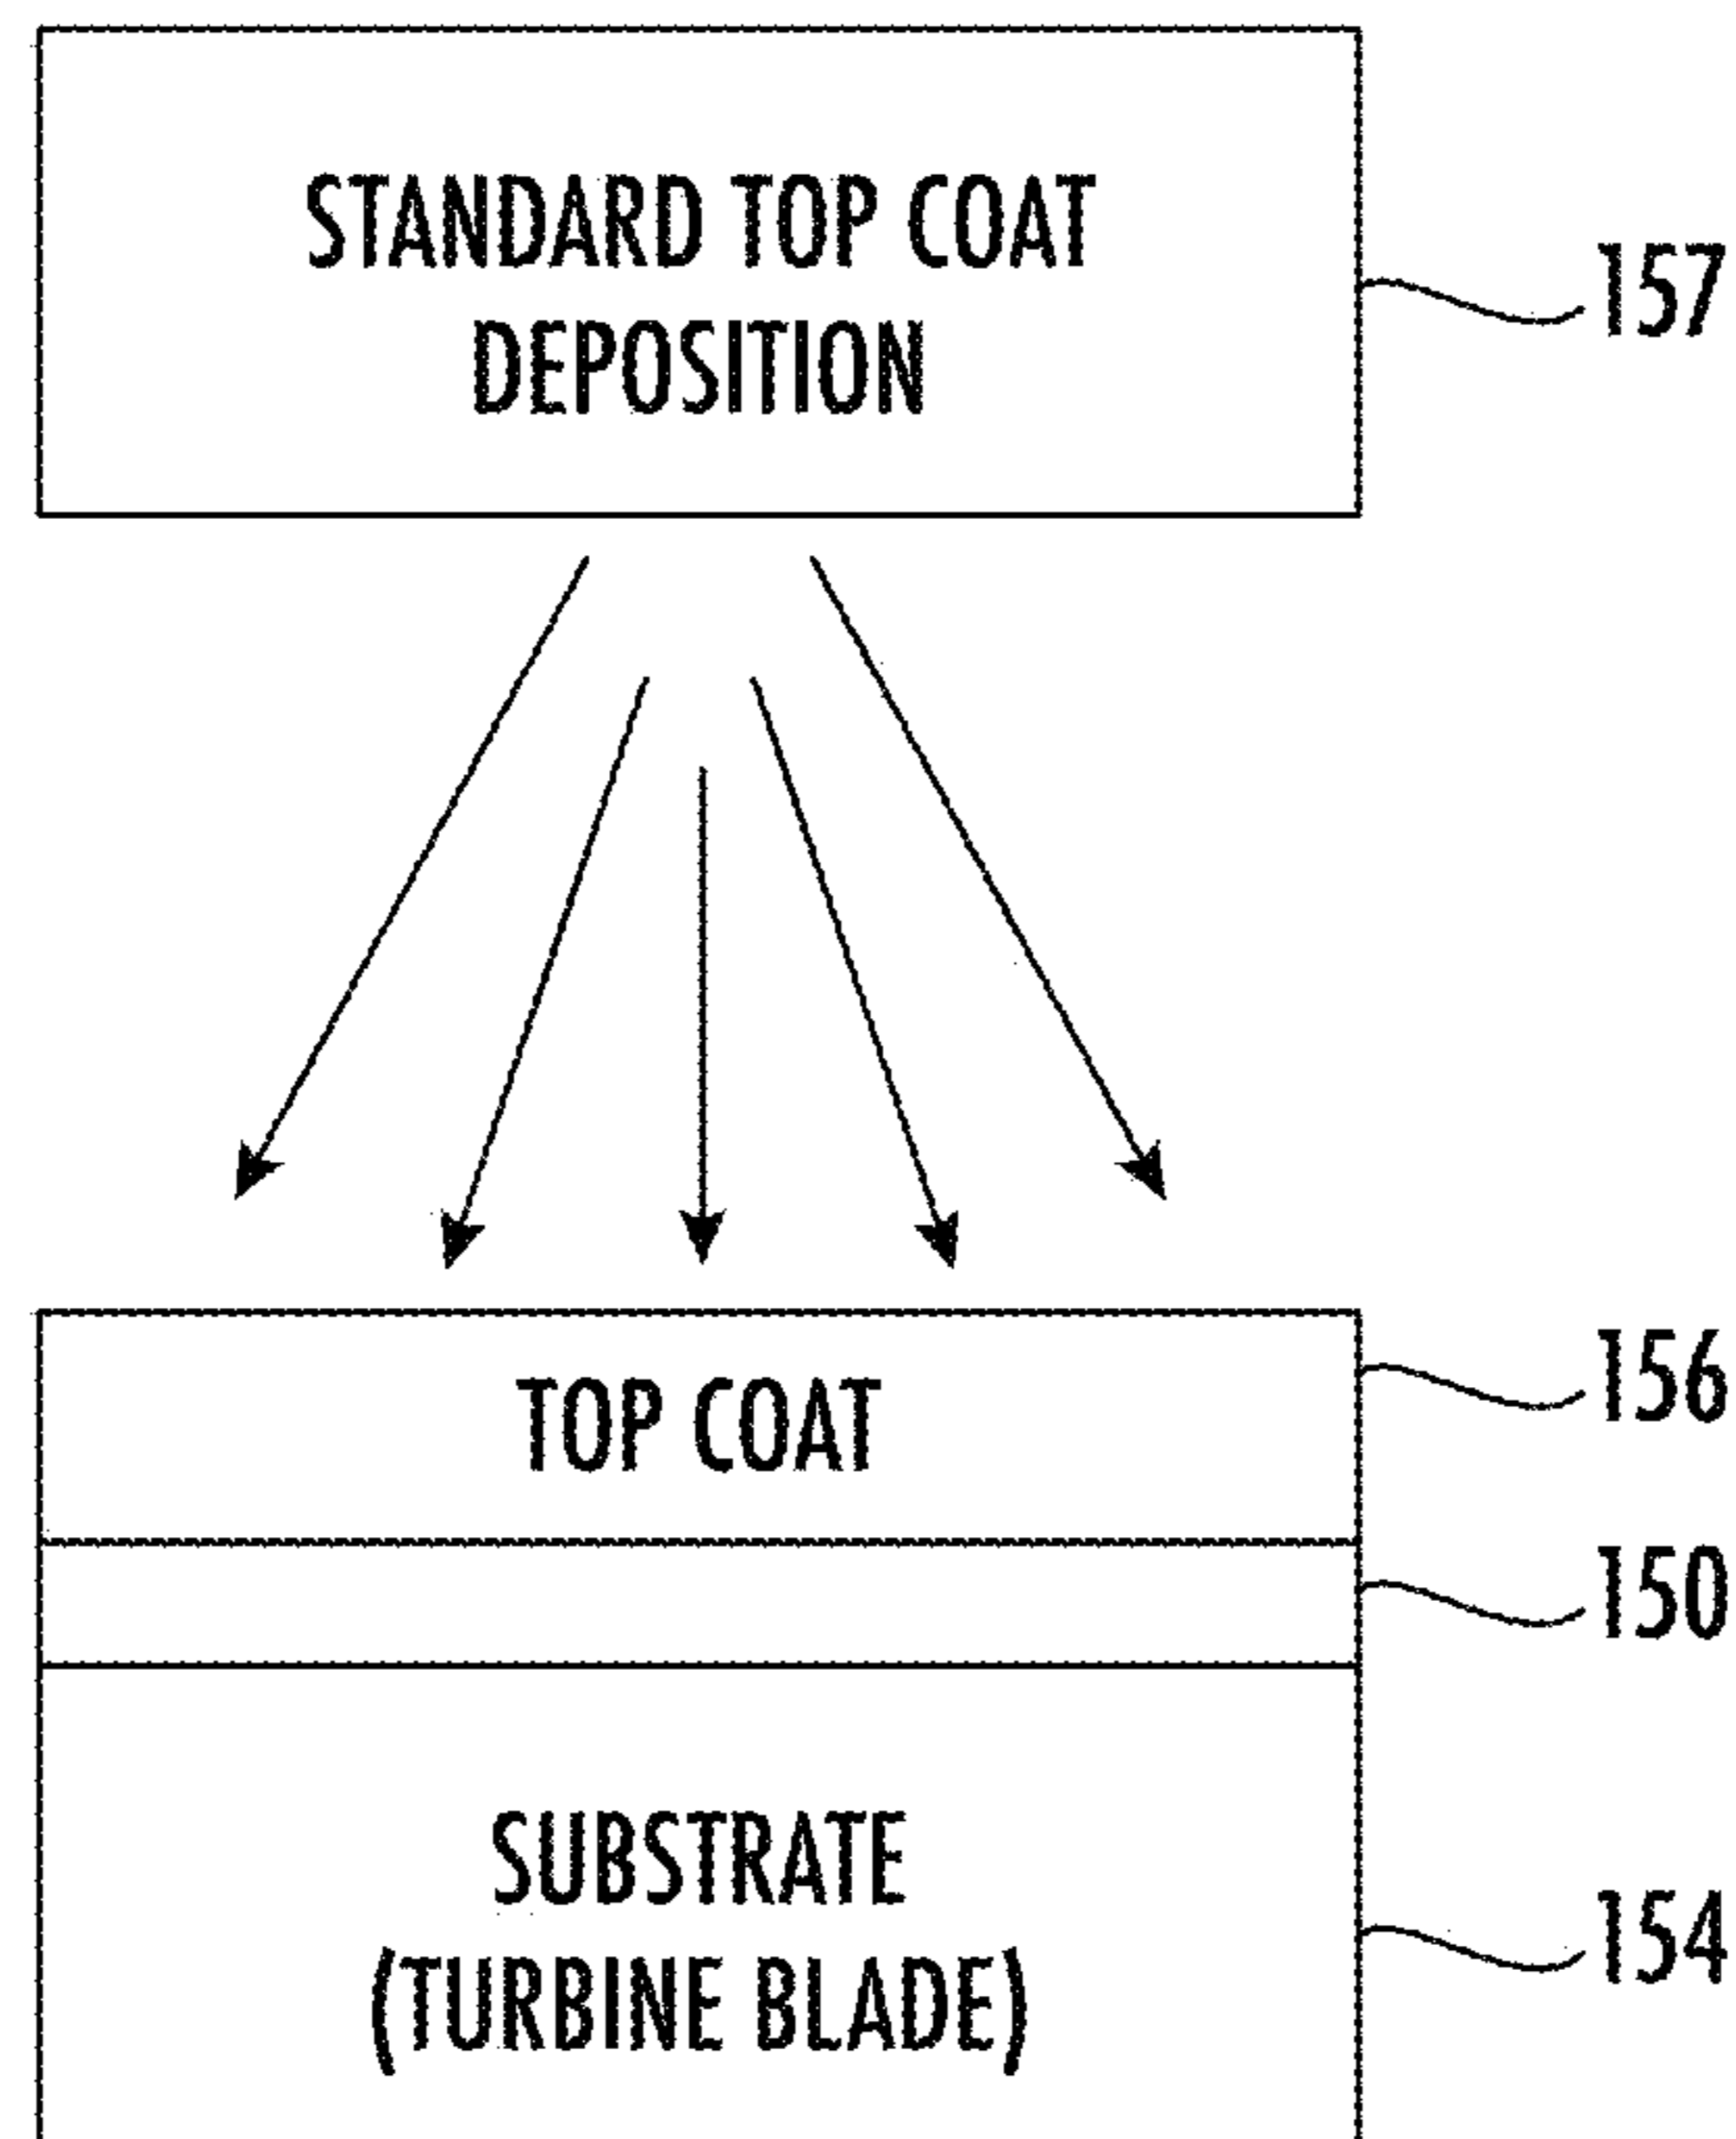 STANDARD TOP COAT
DEPOSITION
157
TOP COAT
156
150
SUBSTRATE
(TURBINE BLADE)
154